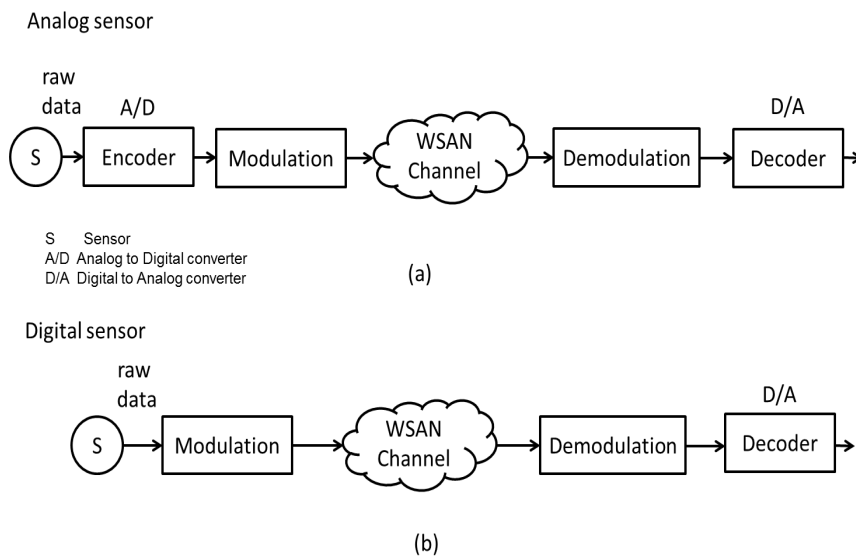 Analog sensor
raw
data
A/D
D/A
S
Encoder
Modulation
WSAN
Channel
Demodulation
Decoder
S Sensor
A/D Analog to Digital converter
D/A Digital to Analog converter
(a)
Digital sensor
raw
data
D/A
S
Modulation
WSAN
Channel
Demodulation
Decoder
(b)